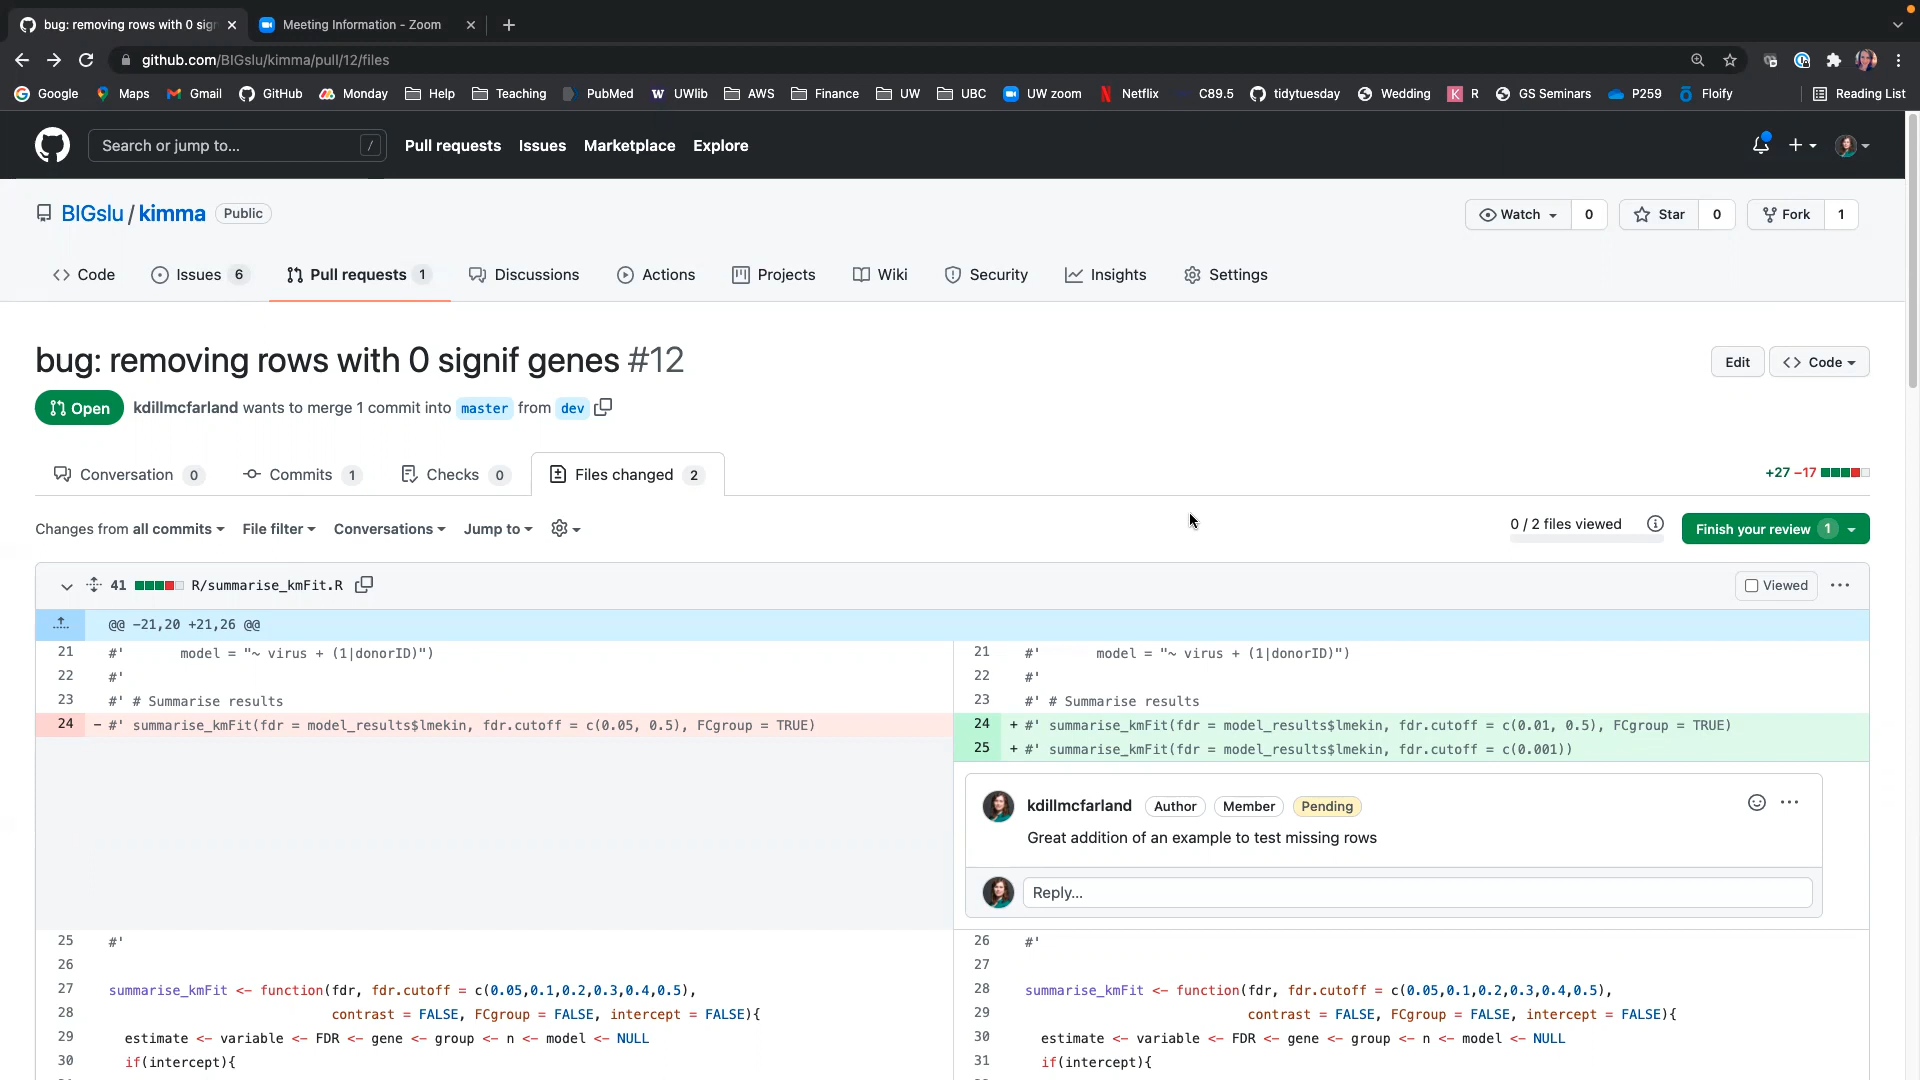 bug: removing rows with 0 sign
Meeting Information - Zoom
github.com/BIGslu/kimma/pull/12/files
Google Maps Gmail GitHub Monday Help Teaching PubMed UWlib AWS Finance UW UBC UW zoom Netflix C89.5 tidytuesday Wedding R GS Seminars P259 Floify Reading List
Search or jump to... /
Pull requests Issues Marketplace Explore
BIGslu / kimma Public
Watch 0 Star 0 Fork 1
Code Issues 6 Pull requests 1 Discussions Actions Projects Wiki Security Insights Settings
bug: removing rows with 0 signif genes #12
Edit Code
Open kdillmcfarland wants to merge 1 commit into master from dev
Conversation 0 Commits 1 Checks 0 Files changed 2
+27 −17
Changes from all commits File filter Conversations Jump to
0 / 2 files viewed Finish your review 1
41 R/summarise_kmFit.R
Viewed
@@ -21,20 +21,26 @@
21 #' model = "~ virus + (1|donorID)")
22 #'
23 #' # Summarise results
24 - #' summarise_kmFit(fdr = model_results$lmekin, fdr.cutoff = c(0.05, 0.5), FCgroup = TRUE)
25 #'
26
27 summarise_kmFit <- function(fdr, fdr.cutoff = c(0.05,0.1,0.2,0.3,0.4,0.5),
28 contrast = FALSE, FCgroup = FALSE, intercept = FALSE){
29 estimate <- variable <- FDR <- gene <- group <- n <- model <- NULL
30 if(intercept){
21 #' model = "~ virus + (1|donorID)")
22 #'
23 #' # Summarise results
24 + #' summarise_kmFit(fdr = model_results$lmekin, fdr.cutoff = c(0.01, 0.5), FCgroup = TRUE)
25 + #' summarise_kmFit(fdr = model_results$lmekin, fdr.cutoff = c(0.001))
kdillmcfarland Author Member Pending
Great addition of an example to test missing rows
Reply...
26 #'
27
28 summarise_kmFit <- function(fdr, fdr.cutoff = c(0.05,0.1,0.2,0.3,0.4,0.5),
29 contrast = FALSE, FCgroup = FALSE, intercept = FALSE){
30 estimate <- variable <- FDR <- gene <- group <- n <- model <- NULL
31 if(intercept){